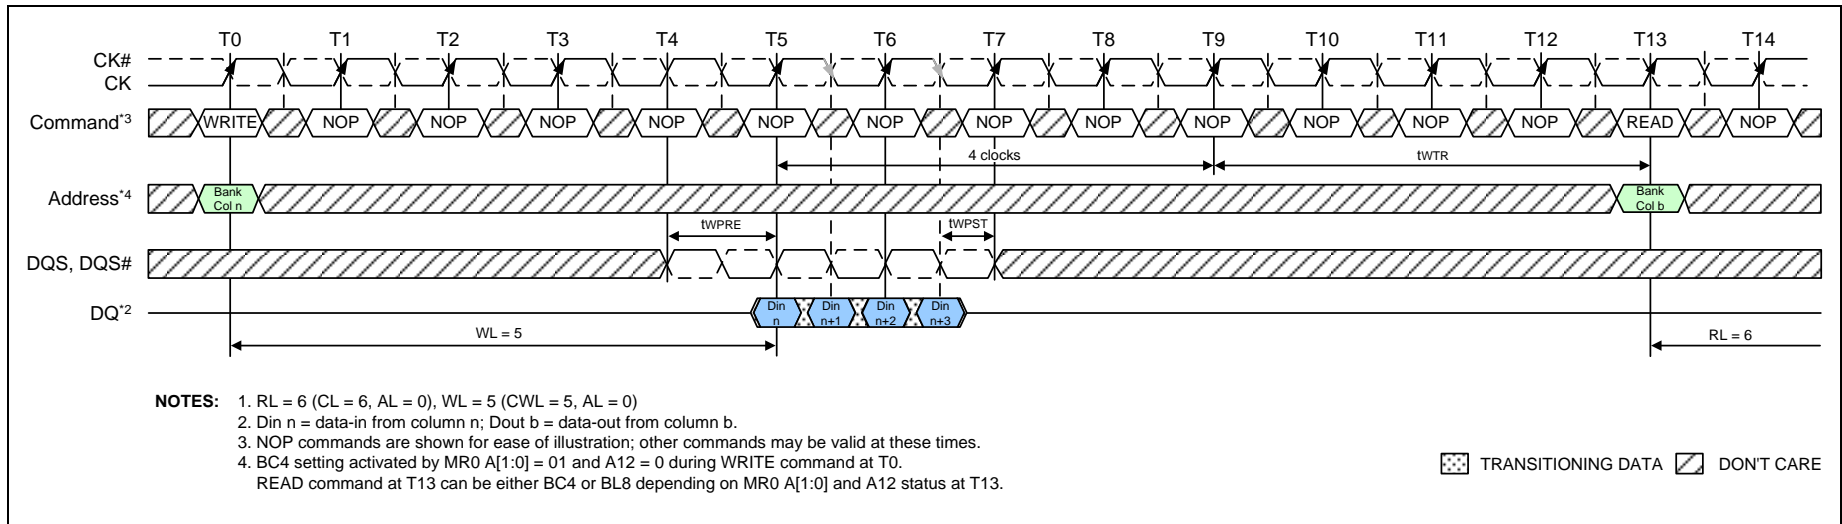 T0 T1 T2 T3 T4 T5 T6 T7 T8 T9 T10 T11 T12 T13 T14
CK#
CK
Command*3 WRITE NOP NOP NOP NOP NOP NOP NOP NOP NOP NOP NOP NOP READ NOP
4 clocks tWTR
Address*4 Bank Col n Bank Col b
tWPRE tWPST
DQS, DQS#
DQ*2 Din n Din n+1 Din n+2 Din n+3
WL = 5 RL = 6
NOTES: 1. RL = 6 (CL = 6, AL = 0), WL = 5 (CWL = 5, AL = 0)
2. Din n = data-in from column n; Dout b = data-out from column b.
3. NOP commands are shown for ease of illustration; other commands may be valid at these times.
4. BC4 setting activated by MR0 A[1:0] = 01 and A12 = 0 during WRITE command at T0.
READ command at T13 can be either BC4 or BL8 depending on MR0 A[1:0] and A12 status at T13.
TRANSITIONING DATA DON'T CARE